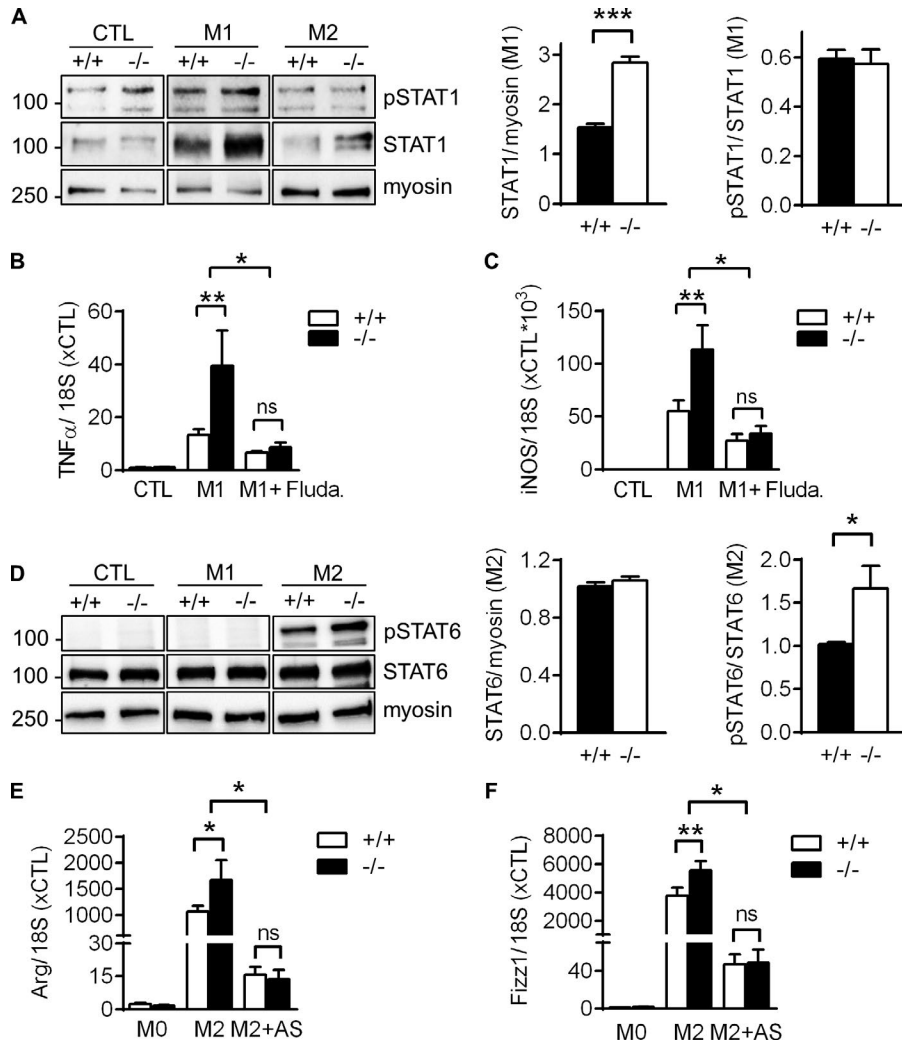 A
CTL M1 M2
+/+ -/- +/+ -/- +/+ -/-
100 pSTAT1
100 STAT1
250 myosin
STAT1/myosin (M1)
3
2
1
0
***
+/+ -/-
pSTAT1/STAT1 (M1)
0.6
0.4
0.2
0.0
+/+ -/-
B
TNFα/18S (xCTL)
60
40
20
0
*
**
ns
+/+
-/-
CTL M1 M1+Fluda.
C
iNOS/18S (xCTL*10³)
150
100
50
0
*
**
ns
+/+
-/-
CTL M1 M1+Fluda.
D
CTL M1 M2
+/+ -/- +/+ -/- +/+ -/-
100 pSTAT6
100 STAT6
250 myosin
STAT6/myosin (M2)
1.2
0.8
0.4
0.0
+/+ -/-
pSTAT6/STAT6 (M2)
2.0
1.5
1.0
0.0
*
+/+ -/-
E
Arg/18S (xCTL)
2500
2000
1500
1000
30
15
0
*
*
ns
+/+
-/-
M0 M2 M2+AS
F
Fizz1/18S (xCTL)
8000
6000
4000
2000
40
0
*
**
ns
+/+
-/-
M0 M2 M2+AS